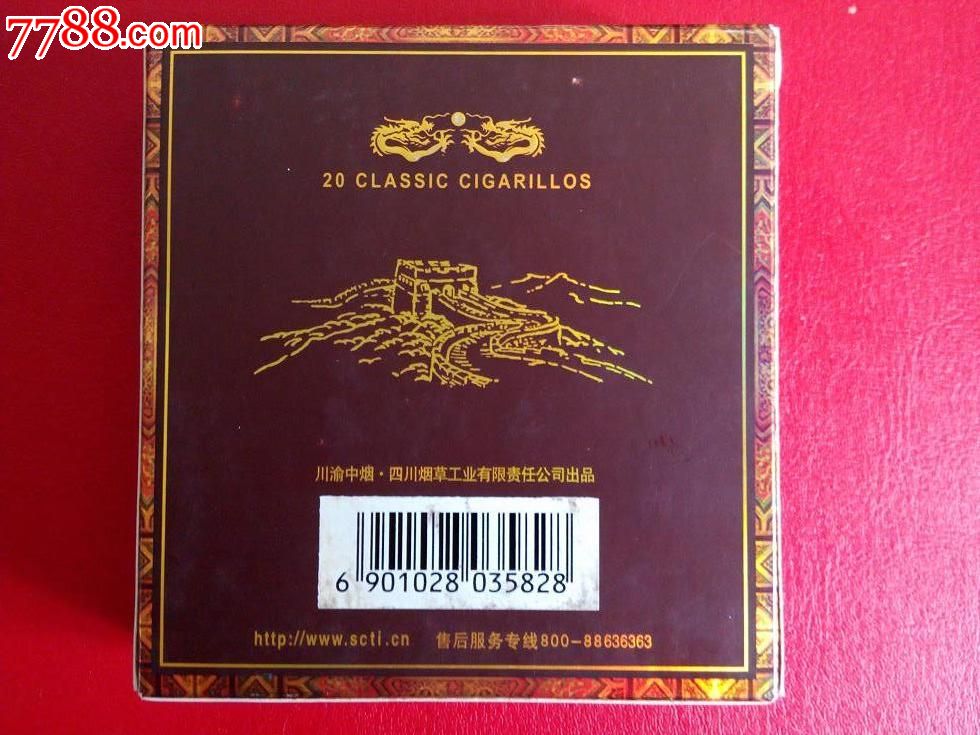 7788.com
20 CLASSIC CIGARILLOS
川渝中烟·四川烟草工业有限责任公司出品
6 901028 035828
http://www.scti.cn 售后服务专线800-88636363